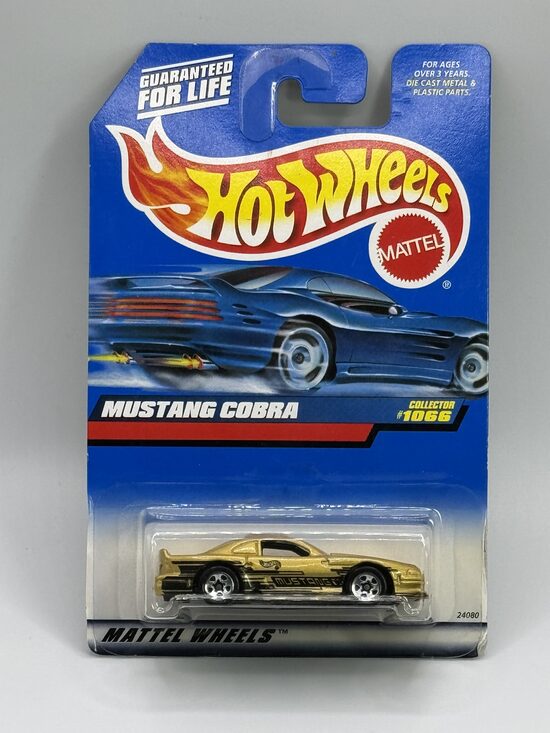 GUARANTEED
FOR LIFE
FOR AGES
OVER 3 YEARS.
DIE CAST METAL &
PLASTIC PARTS.
HOT WHEELS
MATTEL
®
MUSTANG COBRA
COLLECTOR
#1066
MUSTANG
24080
MATTEL WHEELS™